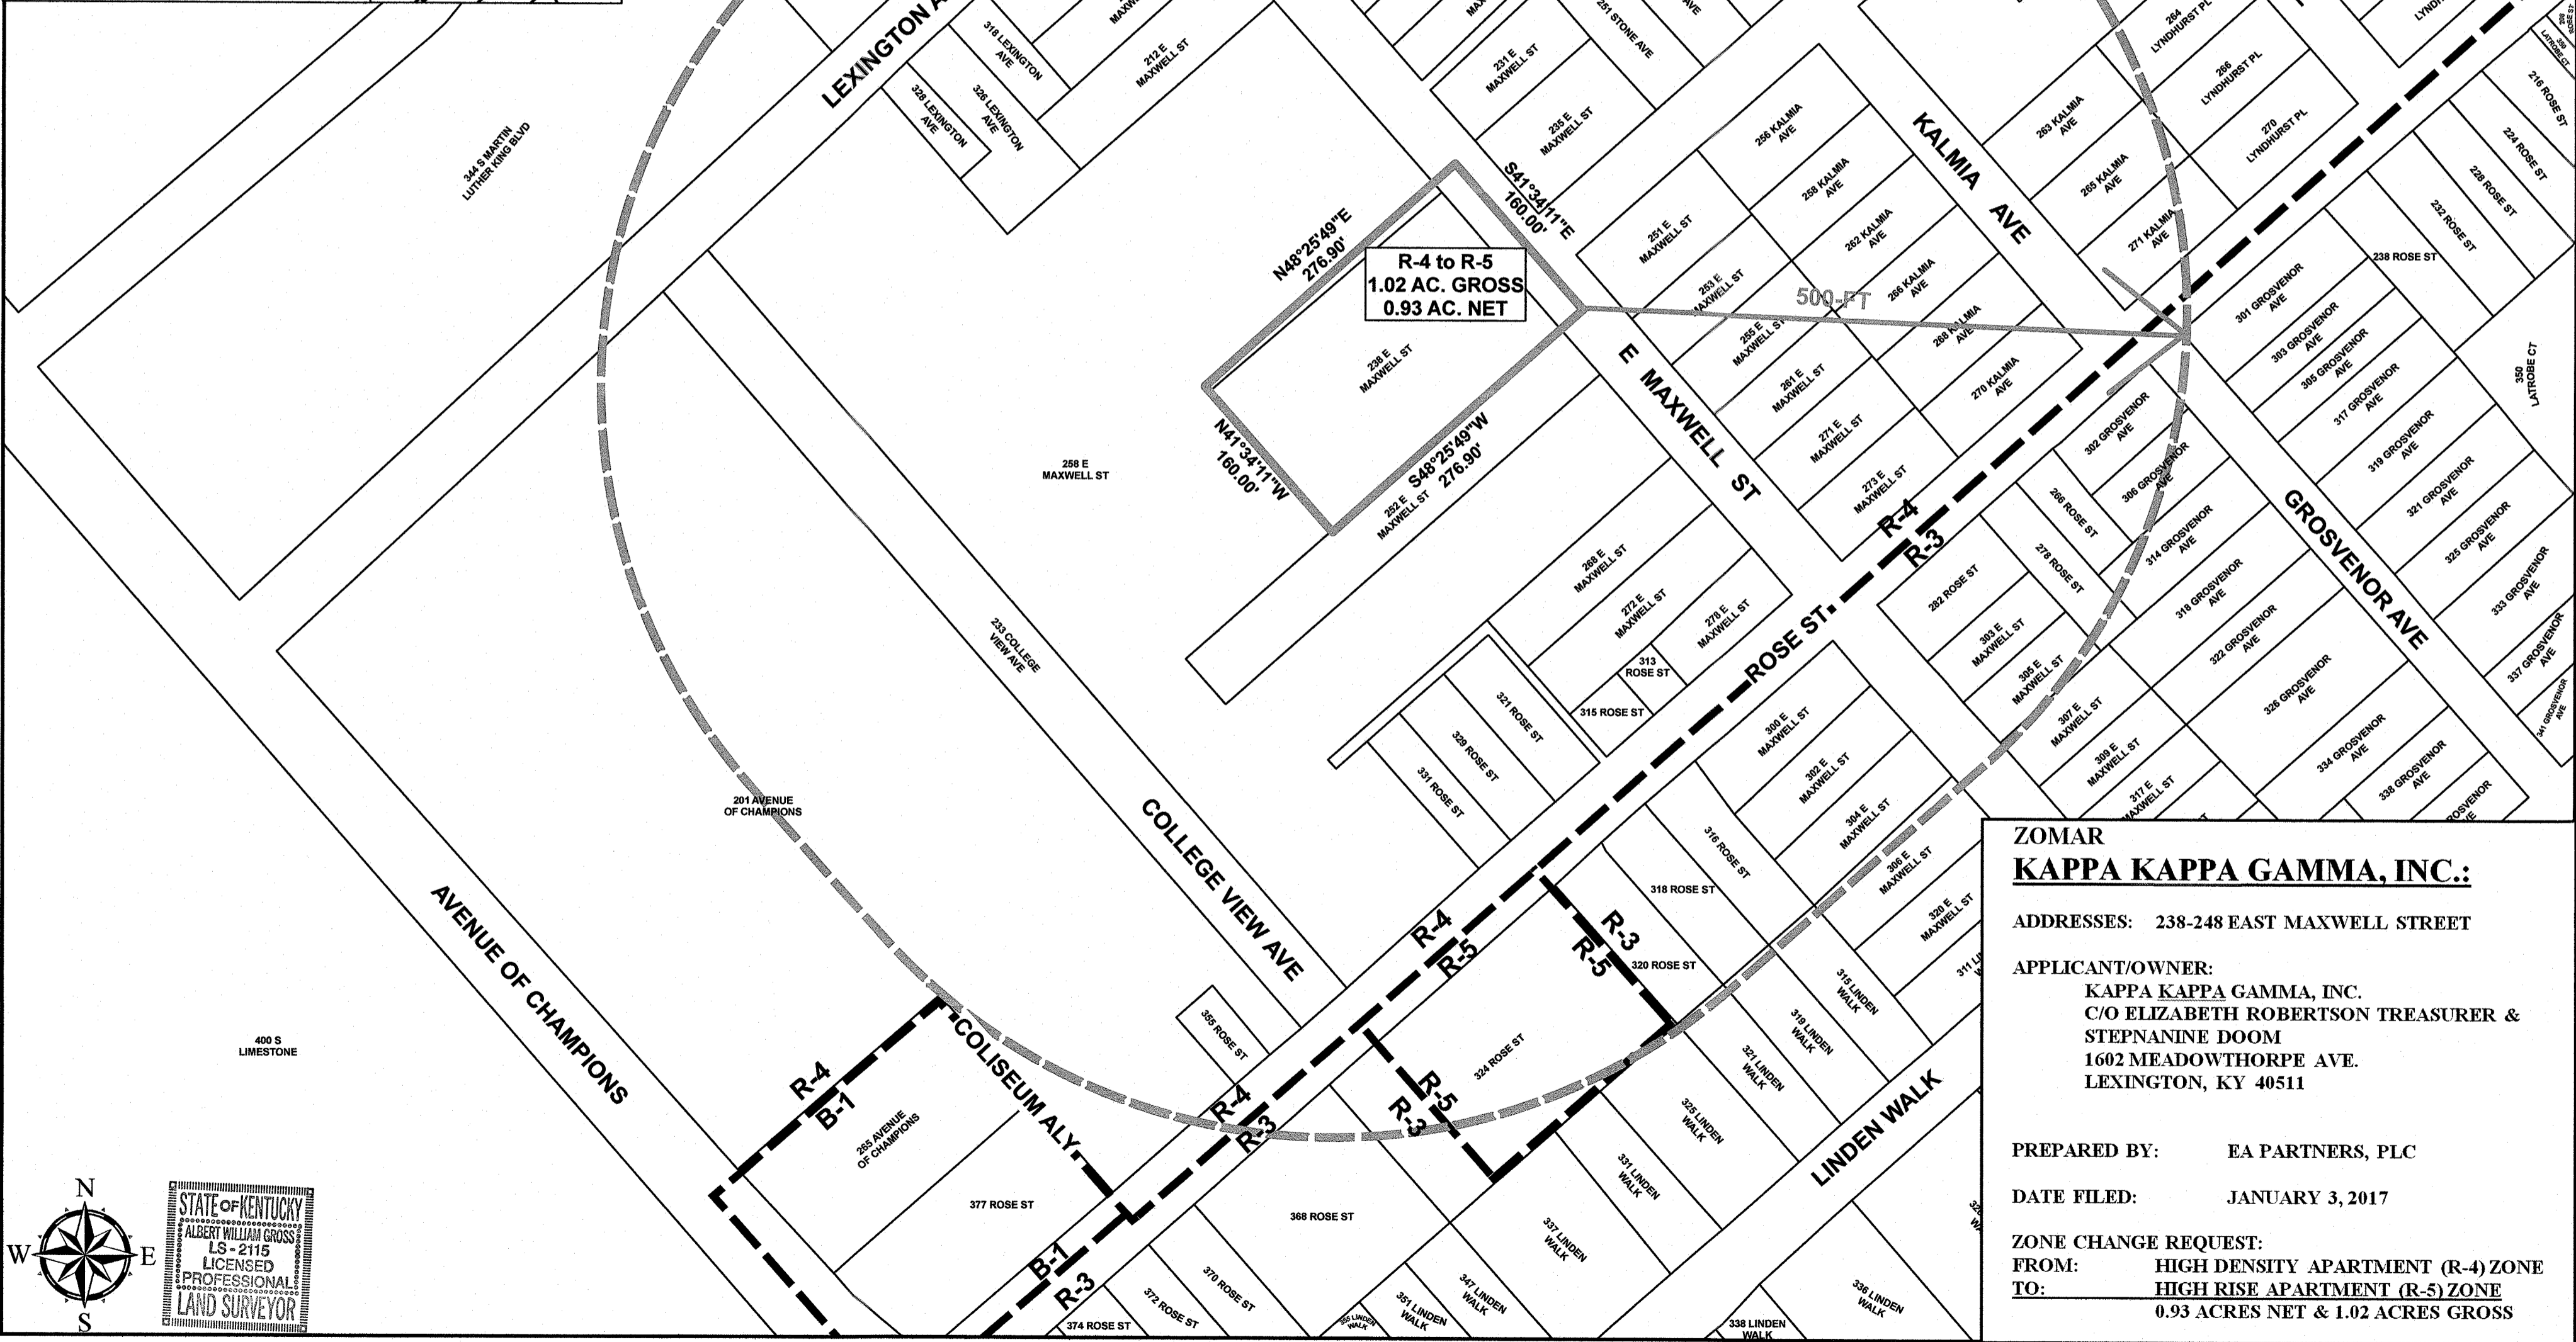 LEXINGTON
318 LEXINGTON
AVE
326 LEXINGTON
AVE
328 LEXINGTON
AVE
212 E
MAXWELL ST
344 S MARTIN
LUTHER KING BLVD
251 STONE AVE
231 E
MAXWELL ST
235 E
MAXWELL ST
256 KALMIA
AVE
258 KALMIA
AVE
262 KALMIA
AVE
266 KALMIA
AVE
268 KALMIA
AVE
270 KALMIA
AVE
KALMIA AVE
263 KALMIA
AVE
265 KALMIA
AVE
271 KALMIA
AVE
264
LYNDHURST PL
266
LYNDHURST PL
270
LYNDHURST PL
216 ROSE ST
224 ROSE ST
228 ROSE ST
232 ROSE ST
238 ROSE ST
350
LATROBE CT
N48°25'49"E
276.90'
S41°34'11"E
160.00'
R-4 to R-5
1.02 AC. GROSS
0.93 AC. NET
238 E
MAXWELL ST
N41°34'11"W
160.00'
S48°25'49"W
276.90'
252 E
MAXWELL ST
258 E
MAXWELL ST
500-FT
251 E
MAXWELL ST
253 E
MAXWELL ST
255 E
MAXWELL ST
261 E
MAXWELL ST
271 E
MAXWELL ST
273 E
MAXWELL ST
E MAXWELL ST
R-4
R-3
301 GROSVENOR
AVE
303 GROSVENOR
AVE
305 GROSVENOR
AVE
317 GROSVENOR
AVE
319 GROSVENOR
AVE
321 GROSVENOR
AVE
325 GROSVENOR
AVE
333 GROSVENOR
AVE
337 GROSVENOR
AVE
341 GROSVENOR
AVE
GROSVENOR AVE
302 GROSVENOR
AVE
306 GROSVENOR
AVE
314 GROSVENOR
AVE
318 GROSVENOR
AVE
322 GROSVENOR
AVE
326 GROSVENOR
AVE
334 GROSVENOR
AVE
338 GROSVENOR
AVE
266 ROSE ST
278 ROSE ST
282 ROSE ST
303 E
MAXWELL ST
305 E
MAXWELL ST
307 E
MAXWELL ST
309 E
MAXWELL ST
317 E
MAXWELL ST
268 E
MAXWELL ST
272 E
MAXWELL ST
278 E
MAXWELL ST
313
ROSE ST
315 ROSE ST
321 ROSE ST
329 ROSE ST
331 ROSE ST
ROSE ST.
300 E
MAXWELL ST
302 E
MAXWELL ST
304 E
MAXWELL ST
306 E
MAXWELL ST
320 E
MAXWELL ST
316 ROSE ST
318 ROSE ST
320 ROSE ST
324 ROSE ST
R-3
R-5
R-4
R-5
R-5
R-3
R-4
R-3
233 COLLEGE
VIEW AVE
COLLEGE VIEW AVE
201 AVENUE
OF CHAMPIONS
AVENUE OF CHAMPIONS
400 S
LIMESTONE
R-4
B-1
COLISEUM ALY.
265 AVENUE
OF CHAMPIONS
377 ROSE ST
355 ROSE ST
368 ROSE ST
370 ROSE ST
372 ROSE ST
374 ROSE ST
B-1
R-3
315 LINDEN
WALK
319 LINDEN
WALK
321 LINDEN
WALK
325 LINDEN
WALK
331 LINDEN
WALK
337 LINDEN
WALK
347 LINDEN
WALK
351 LINDEN
WALK
LINDEN WALK
336 LINDEN
WALK
338 LINDEN
WALK
N
W
E
S
STATE OF KENTUCKY
ALBERT WILLIAM GROSS
LS - 2115
LICENSED
PROFESSIONAL
LAND SURVEYOR
ZOMAR
KAPPA KAPPA GAMMA, INC.:
ADDRESSES: 238-248 EAST MAXWELL STREET
APPLICANT/OWNER:
KAPPA KAPPA GAMMA, INC.
C/O ELIZABETH ROBERTSON TREASURER &
STEPNANINE DOOM
1602 MEADOWTHORPE AVE.
LEXINGTON, KY 40511
PREPARED BY: EA PARTNERS, PLC
DATE FILED: JANUARY 3, 2017
ZONE CHANGE REQUEST:
FROM: HIGH DENSITY APARTMENT (R-4) ZONE
TO: HIGH RISE APARTMENT (R-5) ZONE
0.93 ACRES NET & 1.02 ACRES GROSS